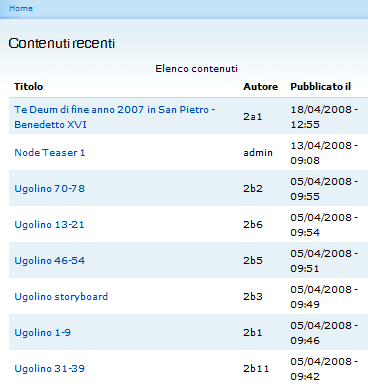 Home
Contenuti recenti
Elenco contenuti
Titolo Autore Pubblicato il
Te Deum di fine anno 2007 in San Pietro - 2a1 18/04/2008 -
Benedetto XVI 12:55
Node Teaser 1 admin 13/04/2008 -
09:08
Ugolino 70-78 2b2 05/04/2008 -
09:55
Ugolino 13-21 2b6 05/04/2008 -
09:54
Ugolino 46-54 2b5 05/04/2008 -
09:51
Ugolino storyboard 2b3 05/04/2008 -
09:49
Ugolino 1-9 2b1 05/04/2008 -
09:46
Ugolino 31-39 2b11 05/04/2008 -
09:42